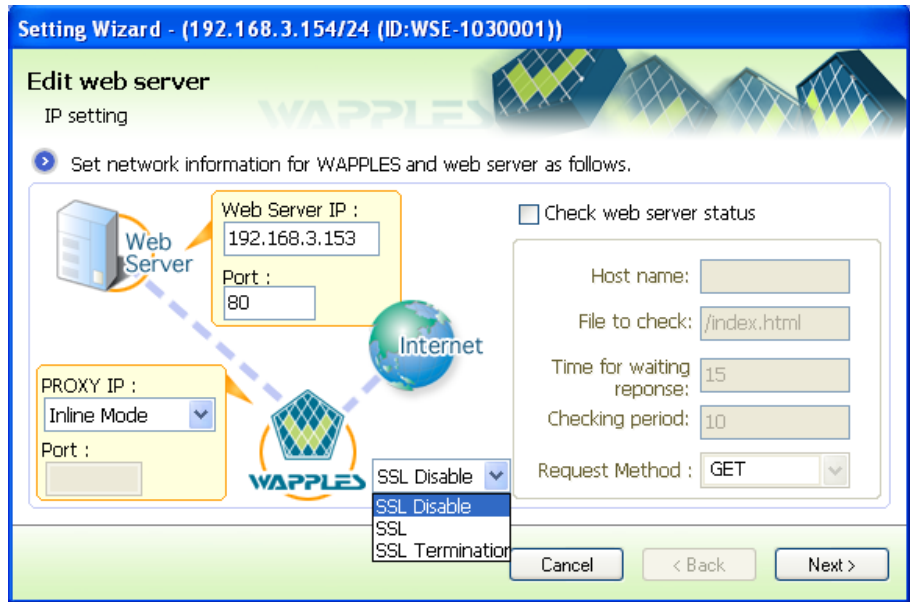 Setting Wizard - (192.168.3.154/24 (ID:WSE-1030001))
Edit web server
IP setting
WAPPLES
Set network information for WAPPLES and web server as follows.
Web Server
Web Server IP :
192.168.3.153
Port :
80
Internet
PROXY IP :
Inline Mode
Port :
WAPPLES
SSL Disable
SSL Disable
SSL
SSL Termination
Check web server status
Host name:
File to check: /index.html
Time for waiting
reponse: 15
Checking period: 10
Request Method : GET
Cancel
< Back
Next >